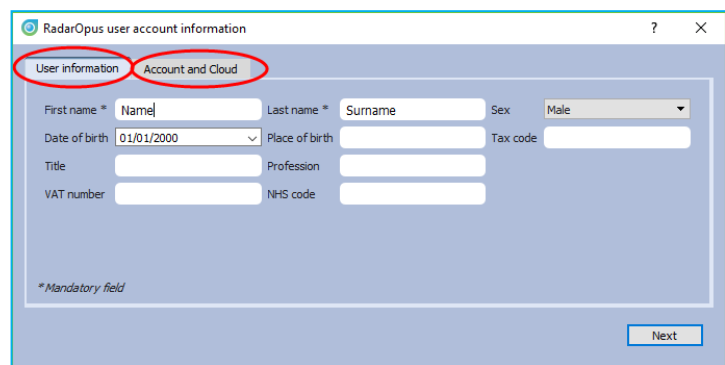 RadarOpus user account information ?
User information Account and Cloud
First name * Name Last name * Surname Sex Male
Date of birth 01/01/2000 Place of birth Tax code
Title Profession
VAT number NHS code
*Mandatory field
Next